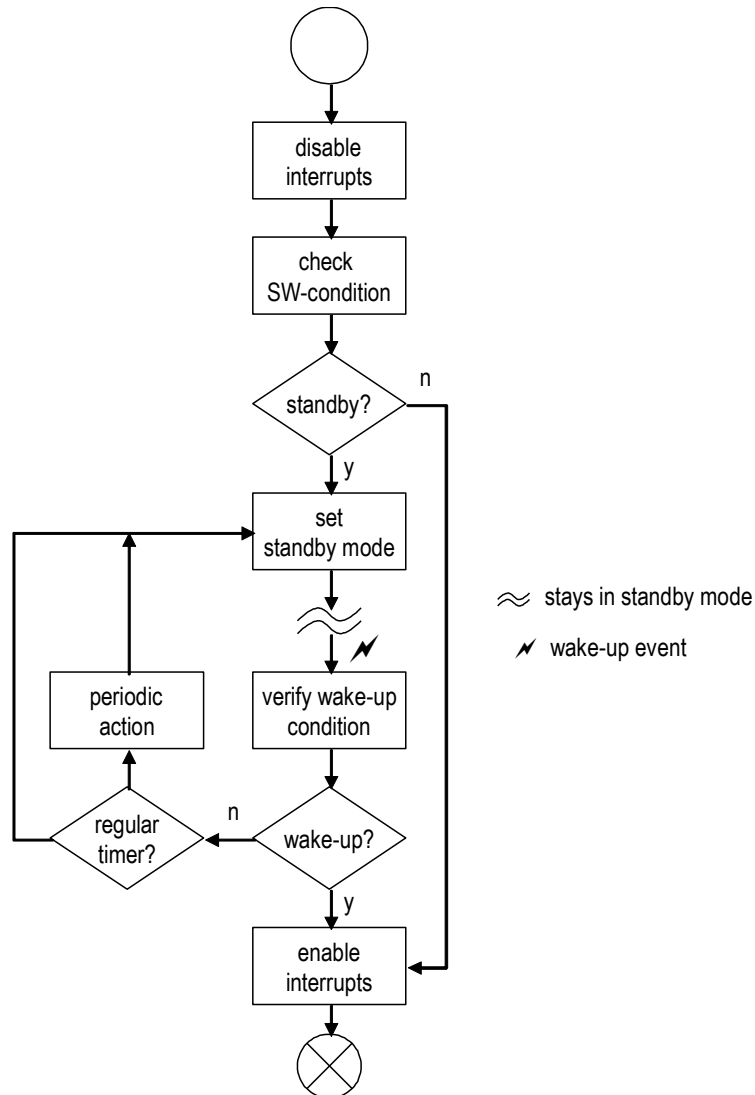 disable
interrupts
check
SW-condition
n
standby?
y
set
standby mode
stays in standby mode
wake-up event
periodic
action
verify wake-up
condition
n
regular
timer?
wake-up?
y
enable
interrupts